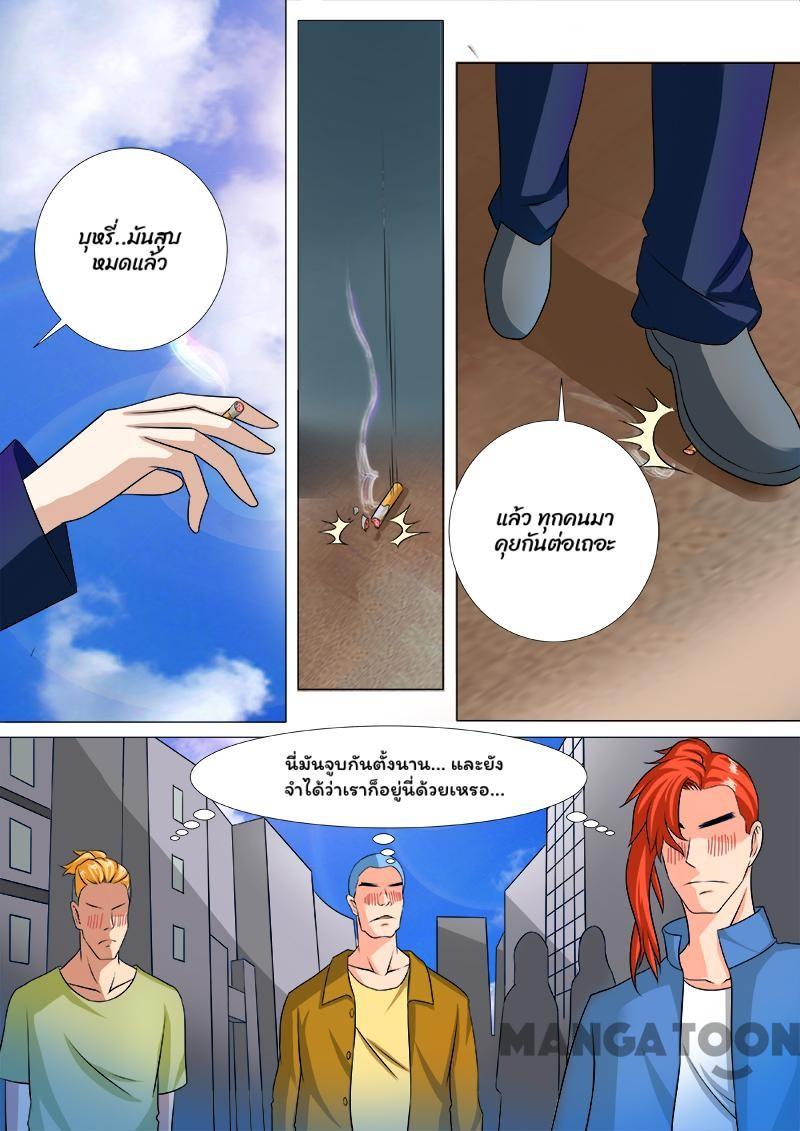 บุหรี่..มันสูบ
หมดแล้ว
แล้ว ทุกคนมา
คุยกันต่อเถอะ
นี่มันจูบกันตั้งนาน... และยัง
จำได้ว่าเราก็อยู่นี่ด้วยเหรอ...
MANGATOON